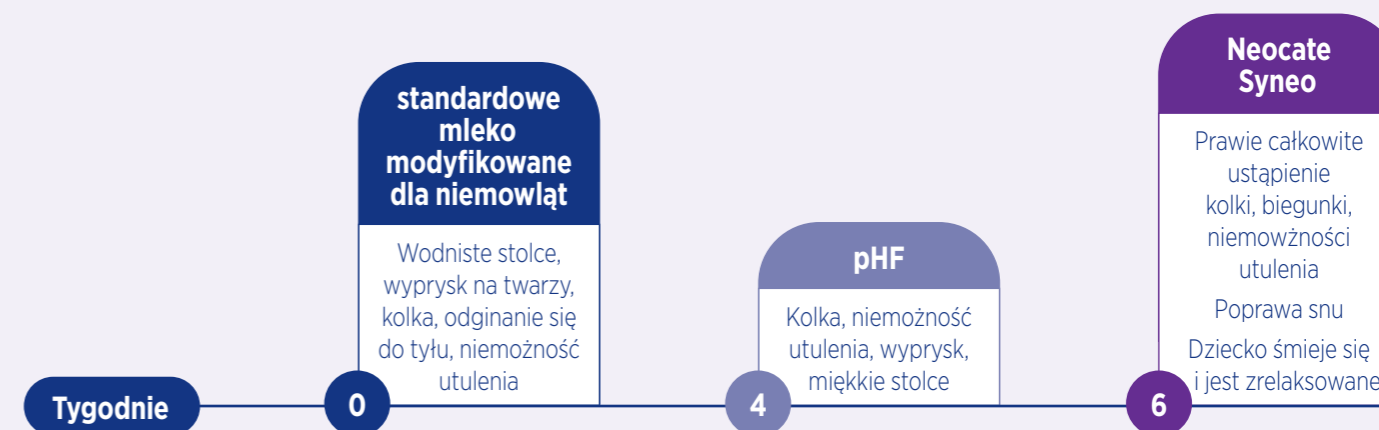 standardowe
mleko
modyfikowane
dla niemowląt
Wodniste stolce,
wyprysk na twarzy,
kolka, odginanie się
do tyłu, niemożność
utulenia
pHF
Kolka, niemożność
utulenia, wyprysk,
miękkie stolce
Neocate
Syneo
Prawie całkowite
ustąpienie
kolki, biegunki,
niemowżności
utulenia
Poprawa snu
Dziecko śmieje się
i jest zrelaksowane
Tygodnie
0
4
6